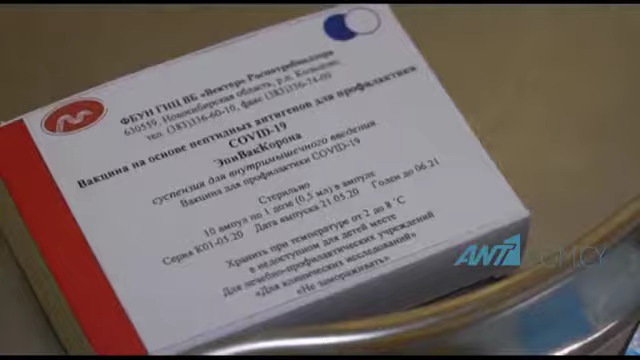 ФБУН ГНЦ ВБ «Вектор» Роспотребнадзора
630559, Новосибирская область, р.п. Кольцово,
тел. (383)336-60-10, факс (383)336-74-09
Вакцина на основе пептидных антигенов для профилактики
COVID-19
ЭпиВакКорона
суспензия для внутримышечного введения
Вакцина для профилактики COVID-19
Стерильно
10 ампул по 1 дозе (0,5 мл) в ампуле
Серия К01-05.20 Дата выпуска 21.05.20 Годен до 06.21
Хранить при температуре от 2 до 8 °C
в недоступном для детей месте
Для лечебно-профилактических учреждений
«Для клинических исследований»
«Не замораживать»
ANT1